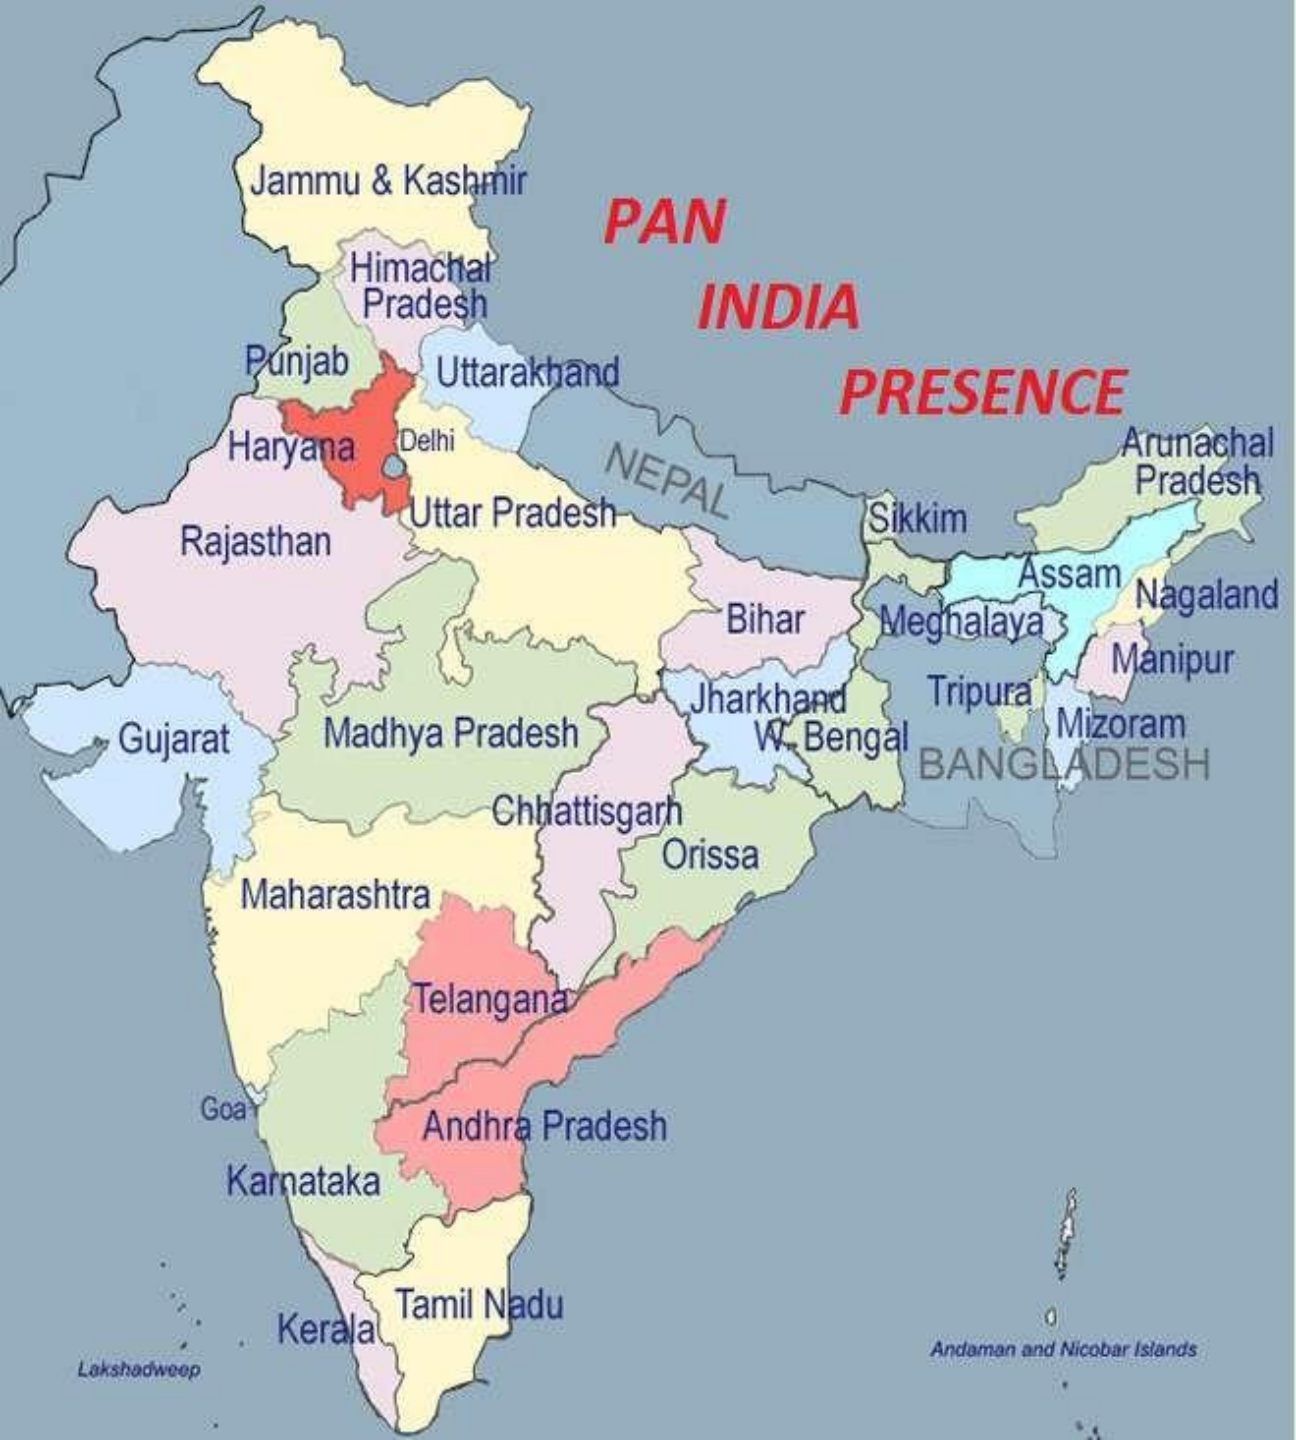 Jammu & Kashmir
PAN
INDIA
PRESENCE
Himachal
Pradesh
Punjab
Uttarakhand
Haryana
Delhi
NEPAL
Arunachal
Pradesh
Uttar Pradesh
Sikkim
Rajasthan
Assam
Nagaland
Bihar
Meghalaya
Manipur
Tripura
Jharkhand
Mizoram
Gujarat
Madhya Pradesh
W. Bengal
BANGLADESH
Chhattisgarh
Orissa
Maharashtra
Telangana
Goa
Andhra Pradesh
Karnataka
Tamil Nadu
Kerala
Andaman and Nicobar Islands
Lakshadweep